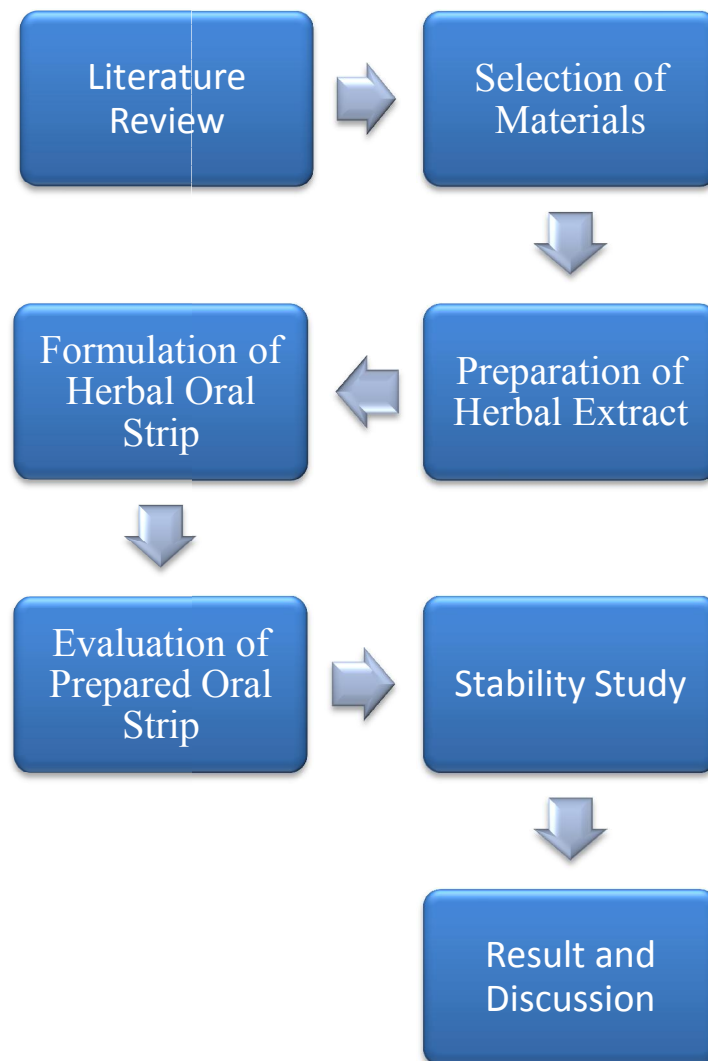 Literature
Review
Selection of
Materials
Preparation of
Herbal Extract
Formulation of
Herbal Oral
Strip
Evaluation of
Prepared Oral
Strip
Stability Study
Result and
Discussion